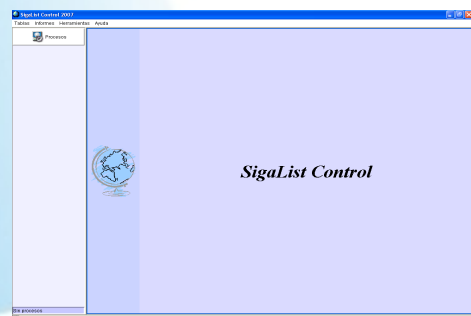 SigaList Control 2007
Tablas Informes Herramientas Ayuda
Procesos
SigaList Control
Sin procesos